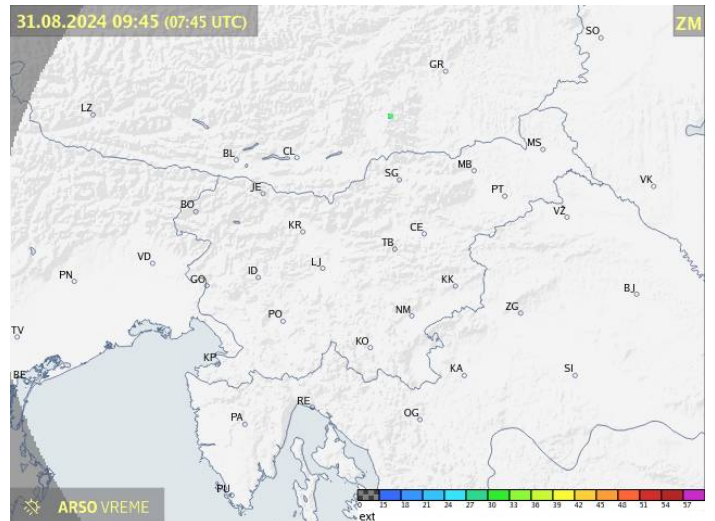 31.08.2024 09:45 (07:45 UTC)
ZM
SO
GR
LZ
MS
BL
CL
MB
SG
VK
JE
PT
BO
VŽ
KR
CE
TB
VD
LJ
PN
ID
GO
KK
BJ
ZG
PO
NM
TV
KO
KP
KA
SI
BE
RE
PA
OG
PU
0 15 18 21 24 27 30 33 36 39 42 45 48 51 54 57
ARSO VREME
ext